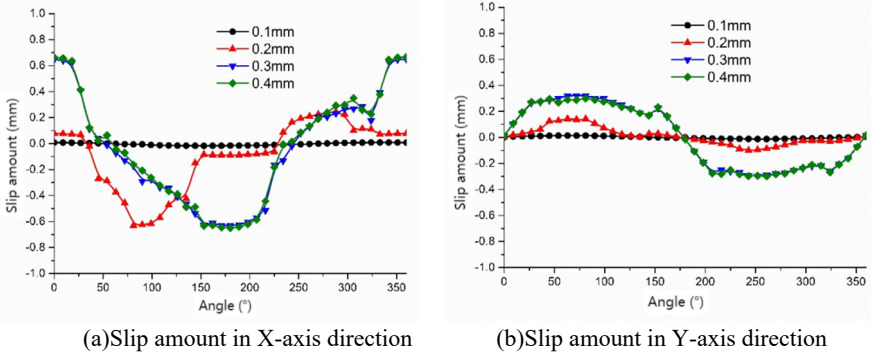 1.0
0.8
0.6
0.4
0.2
0.0
-0.2
-0.4
-0.6
-0.8
-1.0
Slip amount (mm)
0 50 100 150 200 250 300 350
Angle (°)
0.1mm
0.2mm
0.3mm
0.4mm
(a)Slip amount in X-axis direction
1.0
0.8
0.6
0.4
0.2
0.0
-0.2
-0.4
-0.6
-0.8
-1.0
Slip amount (mm)
0 50 100 150 200 250 300 350
Angle (°)
0.1mm
0.2mm
0.3mm
0.4mm
(b)Slip amount in Y-axis direction